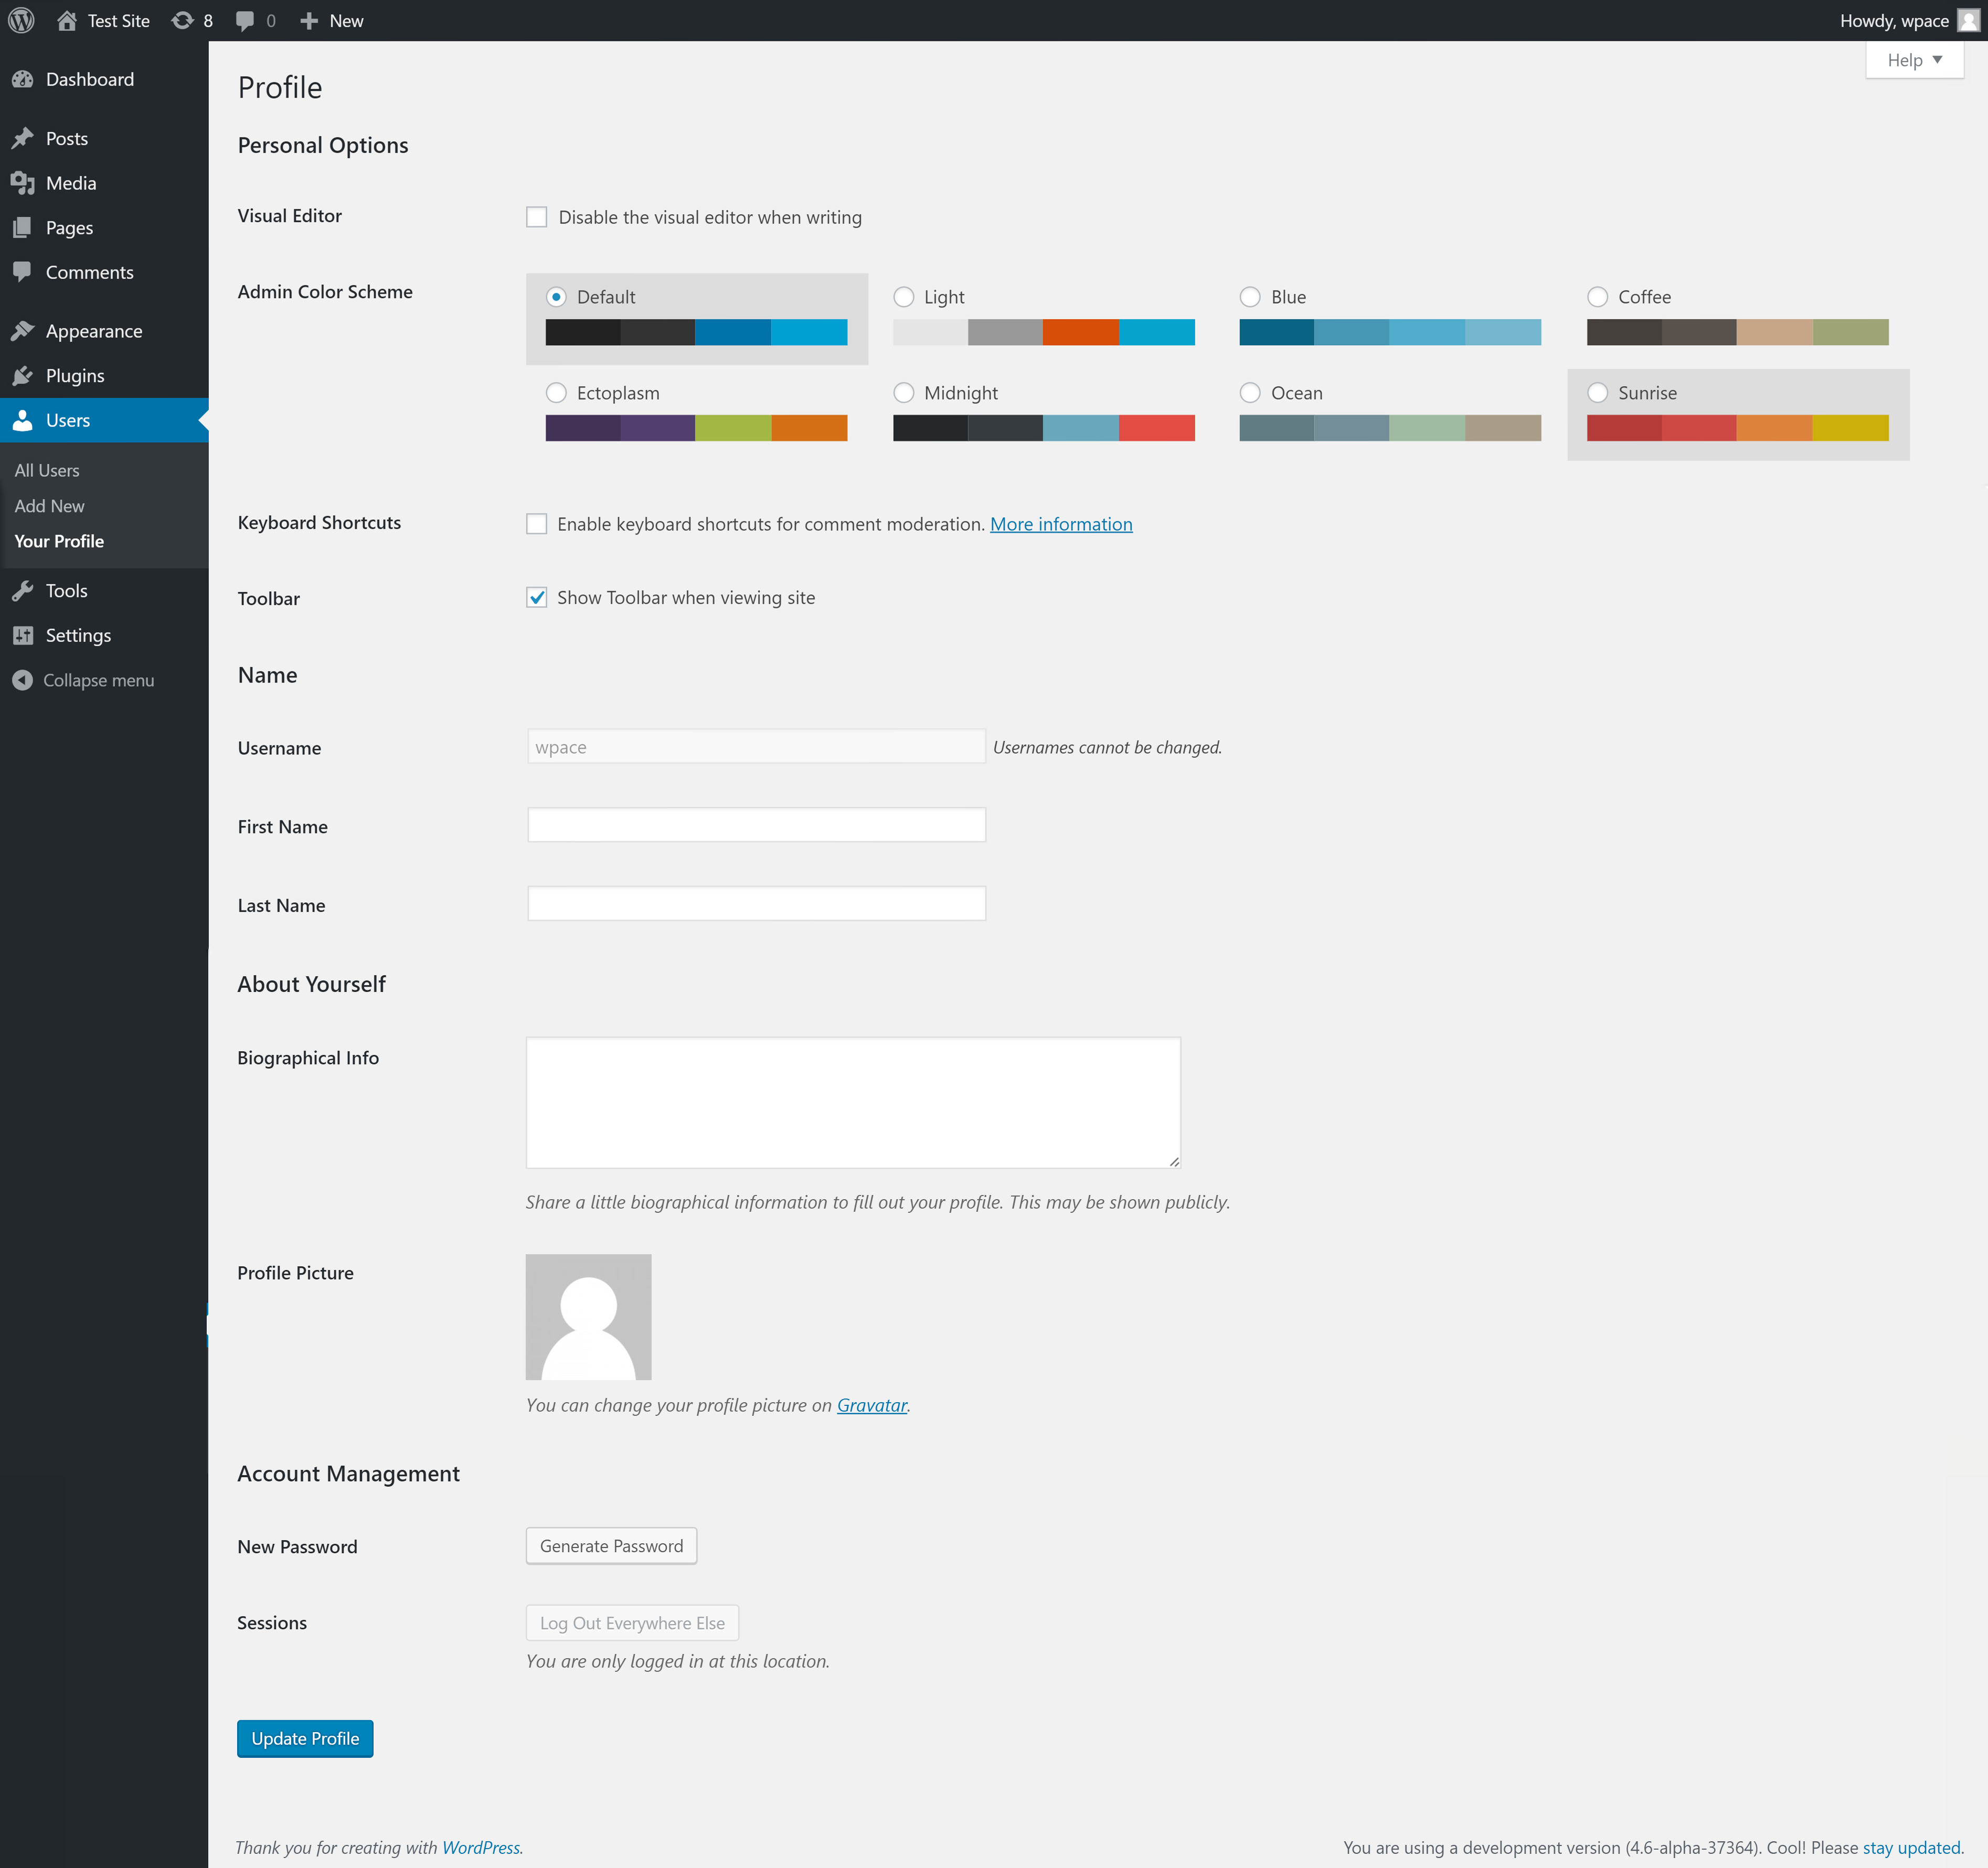 Test Site 8 0 New Howdy, wpace
Help
Dashboard
Posts
Media
Pages
Comments
Appearance
Plugins
Users
All Users
Add New
Your Profile
Tools
Settings
Collapse menu
Profile
Personal Options
Visual Editor Disable the visual editor when writing
Admin Color Scheme Default Light Blue Coffee
Ectoplasm Midnight Ocean Sunrise
Keyboard Shortcuts Enable keyboard shortcuts for comment moderation. More information
Toolbar Show Toolbar when viewing site
Name
Username wpace Usernames cannot be changed.
First Name
Last Name
About Yourself
Biographical Info
Share a little biographical information to fill out your profile. This may be shown publicly.
Profile Picture
You can change your profile picture on Gravatar.
Account Management
New Password Generate Password
Sessions Log Out Everywhere Else
You are only logged in at this location.
Update Profile
Thank you for creating with WordPress. You are using a development version (4.6-alpha-37364). Cool! Please stay updated.